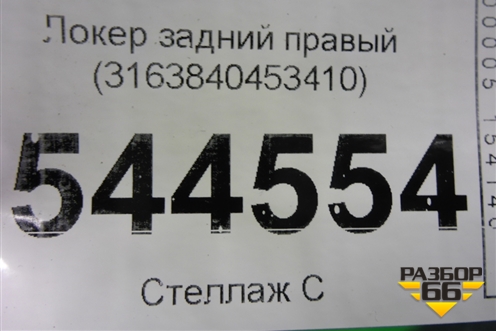 Локер задний правый
(3163840453410)
544554
Стеллаж С
РАЗБОР
66